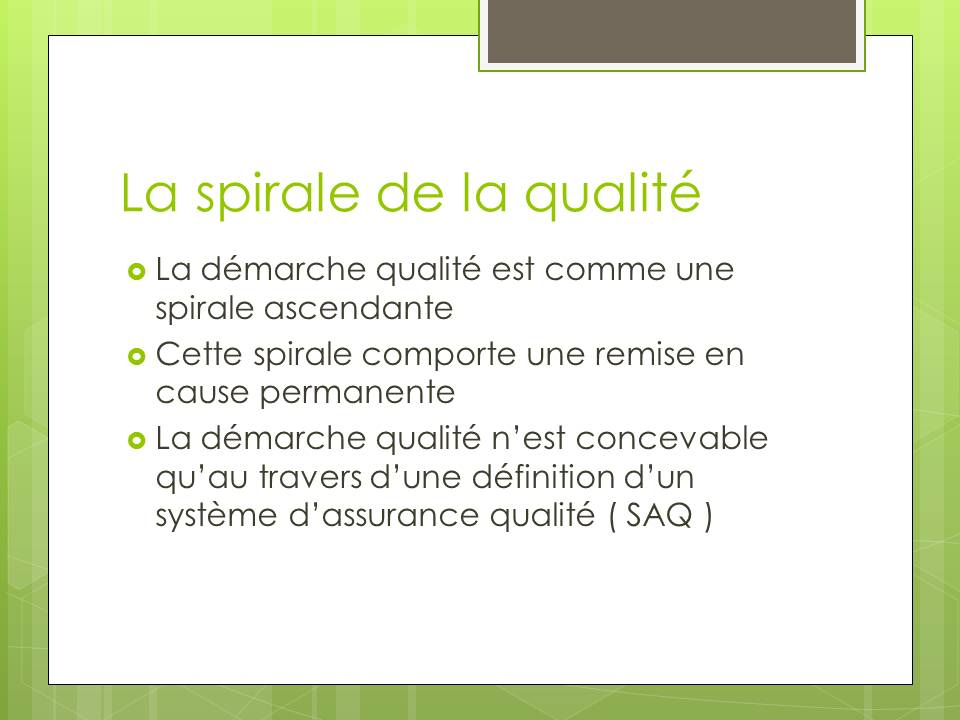 La spirale de la qualité
La démarche qualité est comme une
spirale ascendante
Cette spirale comporte une remise en
cause permanente
La démarche qualité n’est concevable
qu’au travers d’une définition d’un
système d’assurance qualité ( SAQ )